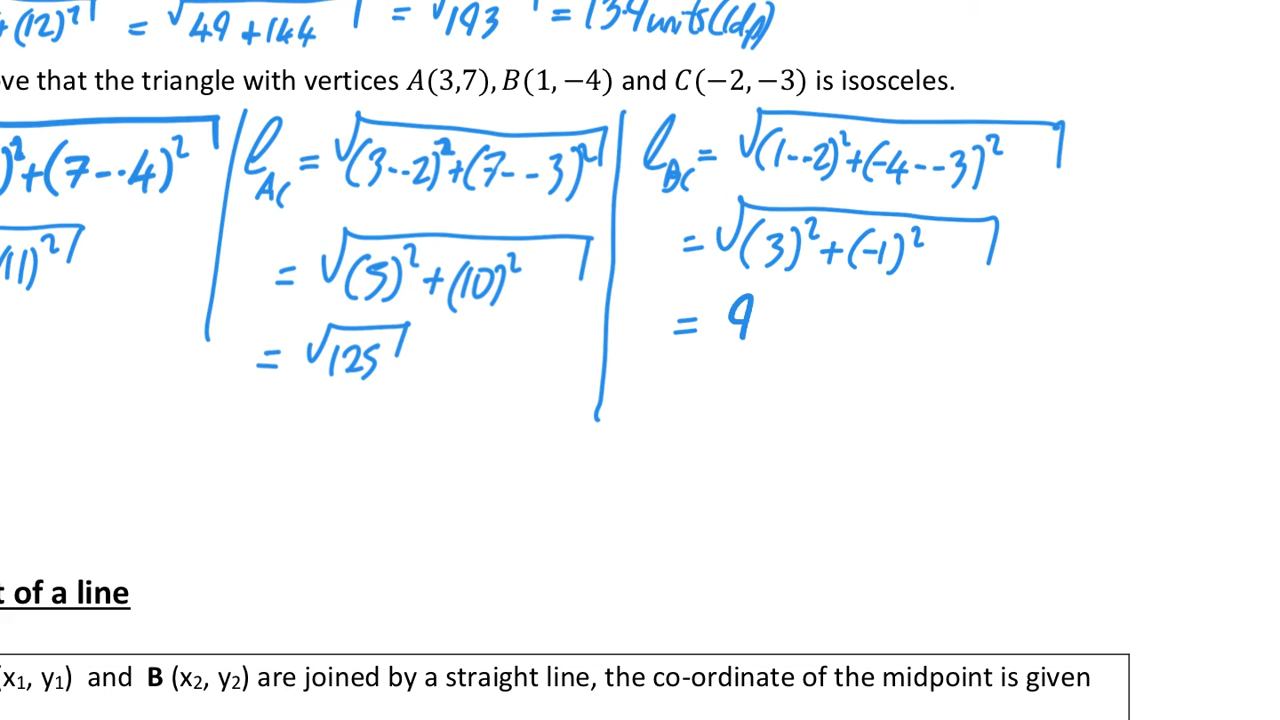 +(12)² = √49+144 = √193 = 13.9 units (1dp)
ve that the triangle with vertices A(3,7), B(1, −4) and C(−2, −3) is isosceles.
)²+(7--4)²
l_AC = √(3--2)²+(7--3)²
l_BC = √(1--2)²+(-4--3)²
(11)²
= √(5)²+(10)²
= √(3)²+(-1)²
= √125
= 9
t of a line
(x₁, y₁) and B (x₂, y₂) are joined by a straight line, the co-ordinate of the midpoint is given